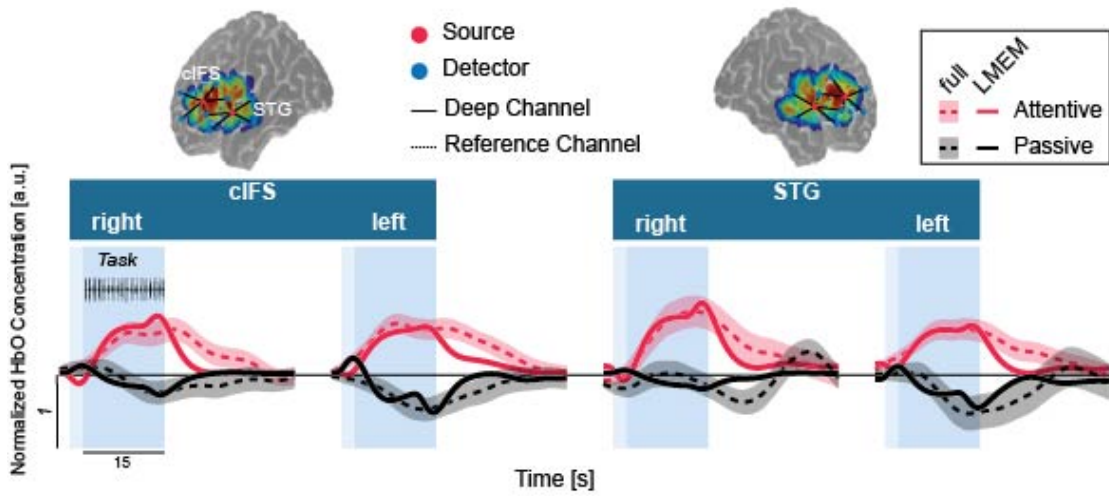 cIFS
STG
Source
Detector
Deep Channel
Reference Channel
full
LMEM
Attentive
Passive
Normalized HbO Concentration [a.u.]
cIFS
right
left
STG
right
left
Task
1
15
Time [s]